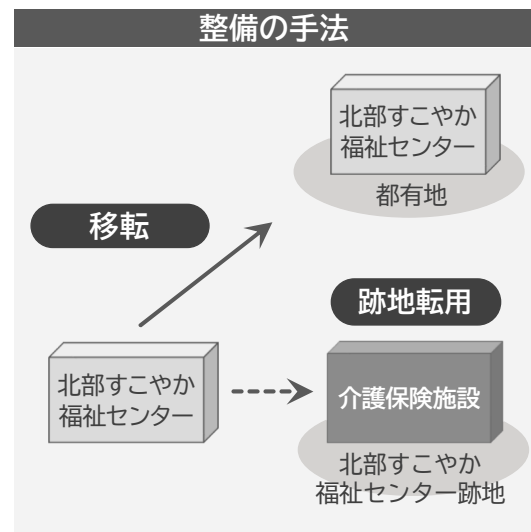 整備の手法
北部すこやか
福祉センター
都有地
移転
跡地転用
北部すこやか
福祉センター
介護保険施設
北部すこやか
福祉センター跡地